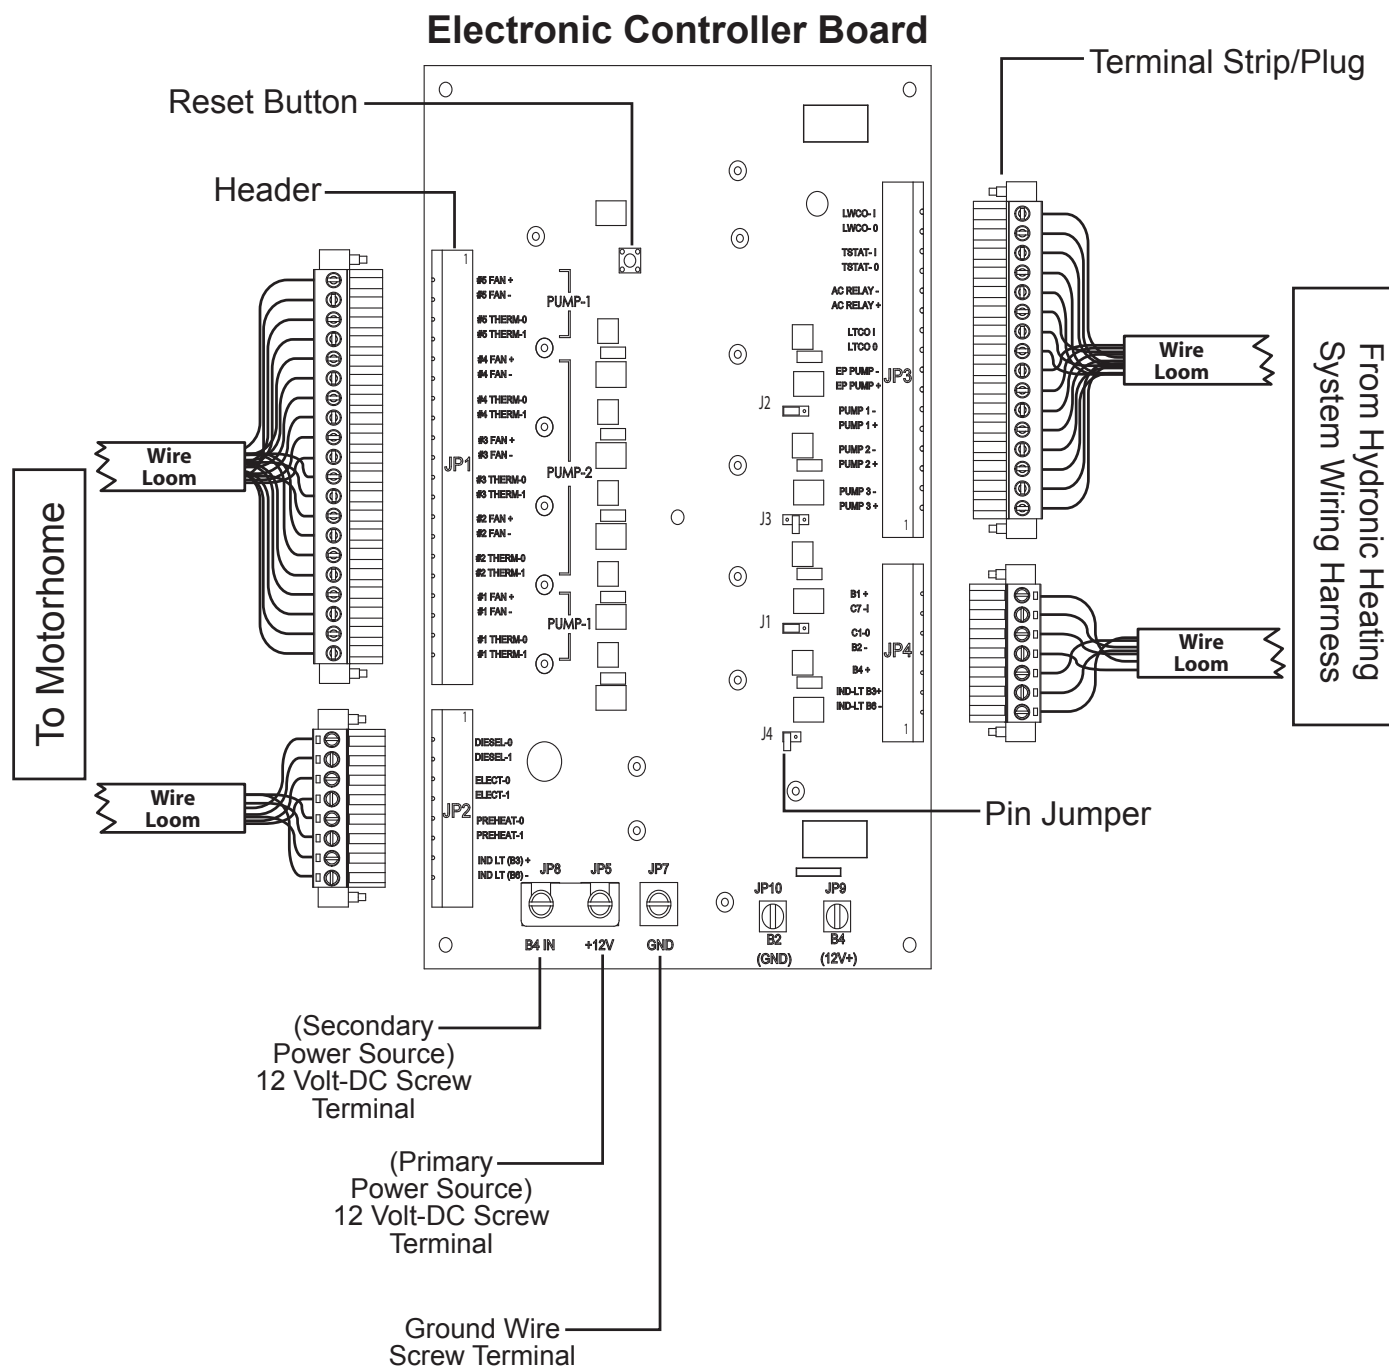 Electronic Controller Board
Terminal Strip/Plug
Reset Button
Header
1
#5 FAN +
#5 FAN -
#5 THERM-0
#5 THERM-1
#4 FAN +
#4 FAN -
#4 THERM-0
#4 THERM-1
#3 FAN +
#3 FAN -
#3 THERM-0
#3 THERM-1
#2 FAN +
#2 FAN -
#2 THERM-0
#2 THERM-1
#1 FAN +
#1 FAN -
#1 THERM-0
#1 THERM-1
JP1
PUMP-1
PUMP-2
PUMP-1
LWCO- I
LWCO- 0
TSTAT- I
TSTAT- 0
AC RELAY -
AC RELAY +
LTCO I
LTCO 0
EP PUMP -
EP PUMP +
PUMP 1 -
PUMP 1 +
PUMP 2 -
PUMP 2 +
PUMP 3 -
PUMP 3 +
JP3
1
J2
J3
J1
J4
B1 +
C7 -I
C1-0
B2 -
B4 +
IND-LT B3+
IND-LT B6 -
JP4
1
Wire
Loom
Wire
Loom
Wire
Loom
Wire
Loom
To Motorhome
From Hydronic Heating
System Wiring Harness
1
DIESEL-0
DIESEL-1
ELECT-0
ELECT-1
PREHEAT-0
PREHEAT-1
IND LT (B3) +
IND LT (B6) -
JP2
Pin Jumper
JP8
JP5
JP7
JP10
JP9
B4 IN
+12V
GND
B2
(GND)
B4
(12V+)
(Secondary
Power Source)
12 Volt-DC Screw
Terminal
(Primary
Power Source)
12 Volt-DC Screw
Terminal
Ground Wire
Screw Terminal